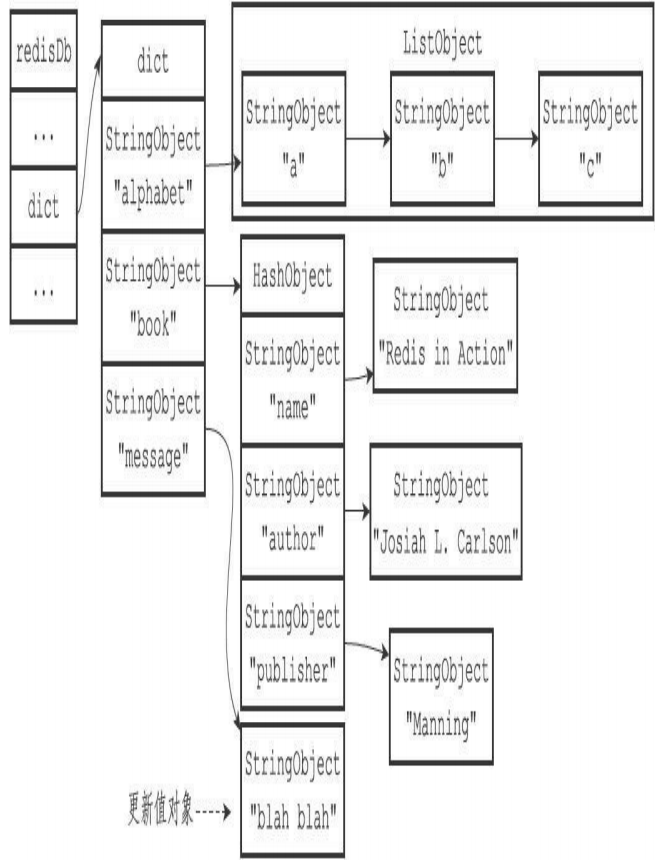 redisDb
...
dict
...
dict
StringObject
"alphabet"
StringObject
"book"
StringObject
"message"
ListObject
StringObject
"a"
StringObject
"b"
StringObject
"c"
HashObject
StringObject
"name"
StringObject
"author"
StringObject
"publisher"
StringObject
"Redis in Action"
StringObject
"Josiah L. Carlson"
StringObject
"Manning"
StringObject
"blah blah"
更新值对象